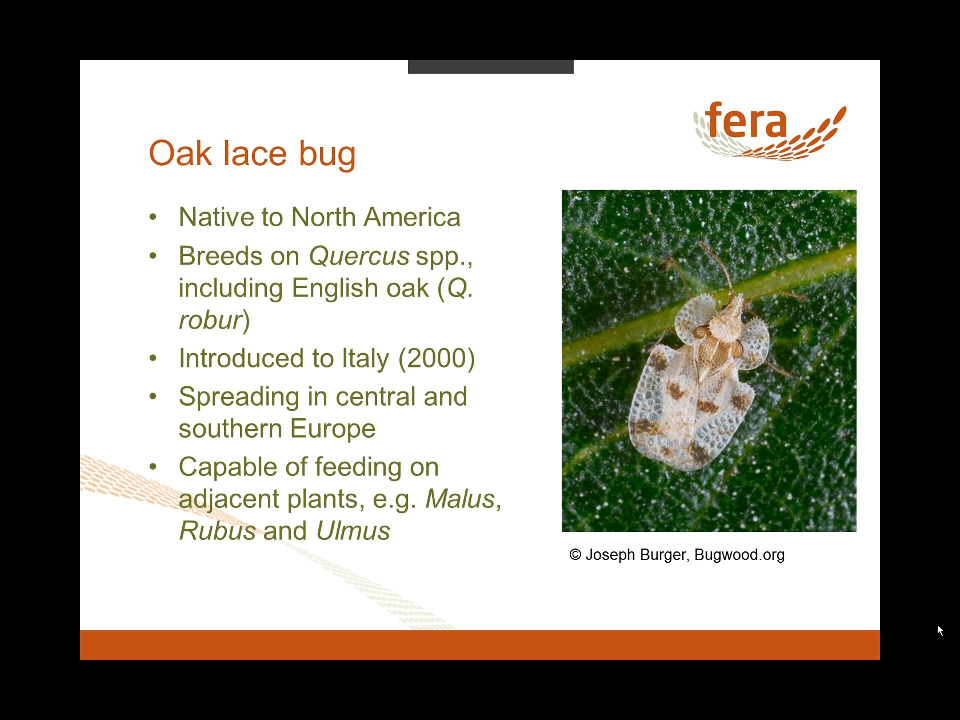 fera
Oak lace bug
• Native to North America
• Breeds on Quercus spp.,
including English oak (Q.
robur)
• Introduced to Italy (2000)
• Spreading in central and
southern Europe
• Capable of feeding on
adjacent plants, e.g. Malus,
Rubus and Ulmus
© Joseph Burger, Bugwood.org